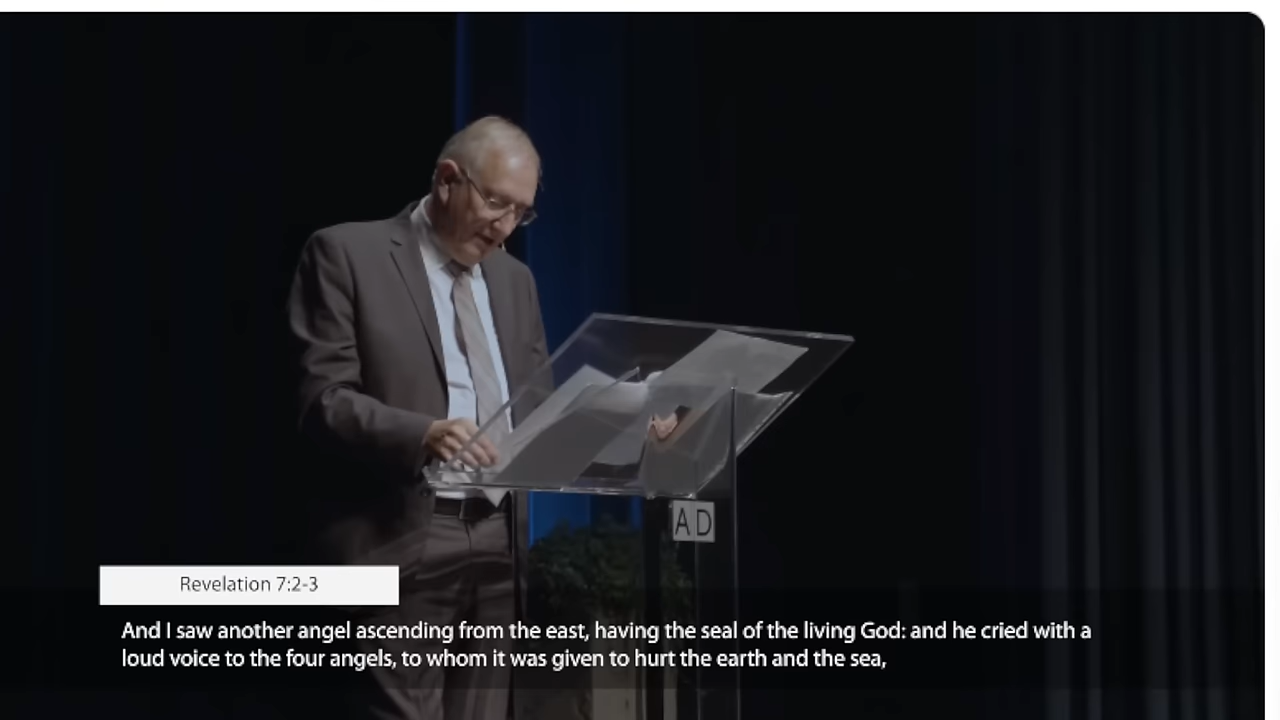 AD
Revelation 7:2-3
And I saw another angel ascending from the east, having the seal of the living God: and he cried with a
loud voice to the four angels, to whom it was given to hurt the earth and the sea,